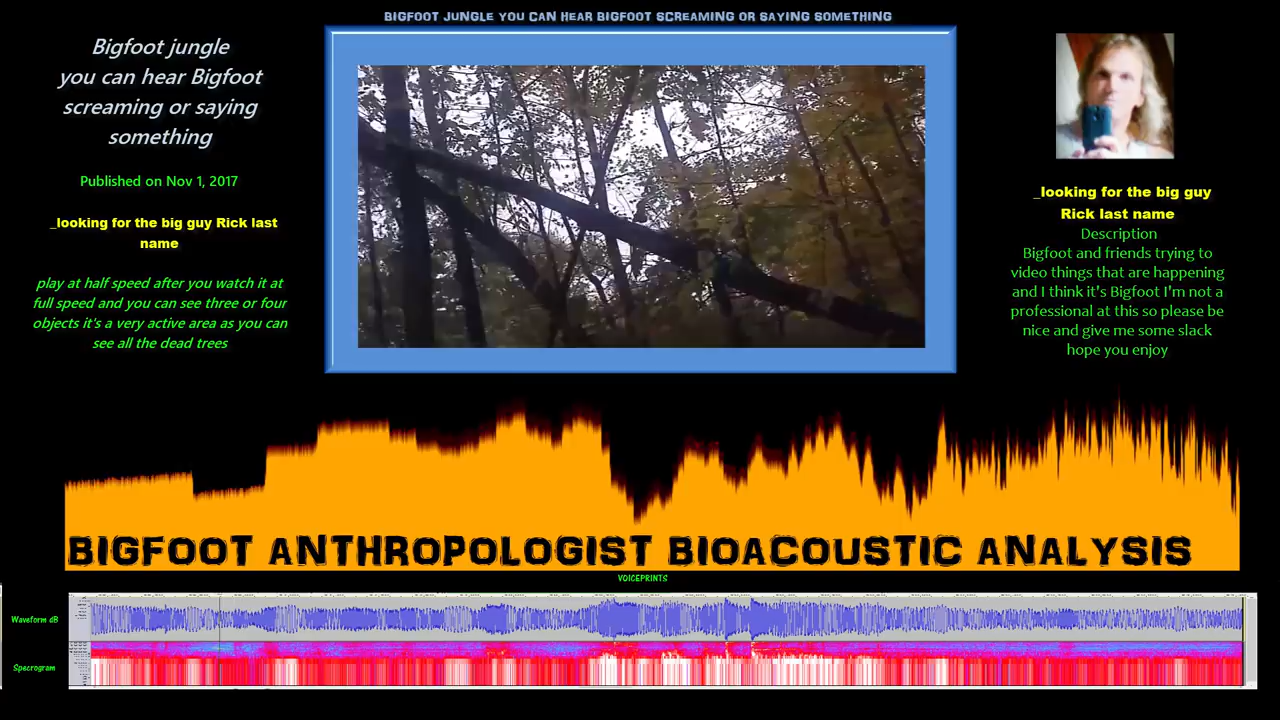 BIGFOOT JUNGLE YOU CAN HEAR BIGFOOT SCREAMING OR SAYING SOMETHING
Bigfoot jungle
you can hear Bigfoot
screaming or saying
something
Published on Nov 1, 2017
_looking for the big guy Rick last
name
play at half speed after you watch it at
full speed and you can see three or four
objects it's a very active area as you can
see all the dead trees
_looking for the big guy
Rick last name
Description
Bigfoot and friends trying to
video things that are happening
and I think it's Bigfoot I'm not a
professional at this so please be
nice and give me some slack
hope you enjoy
BIGFOOT ANTHROPOLOGIST BIOACOUSTIC ANALYSIS
VOICEPRINTS
Waveform dB
Specrogram